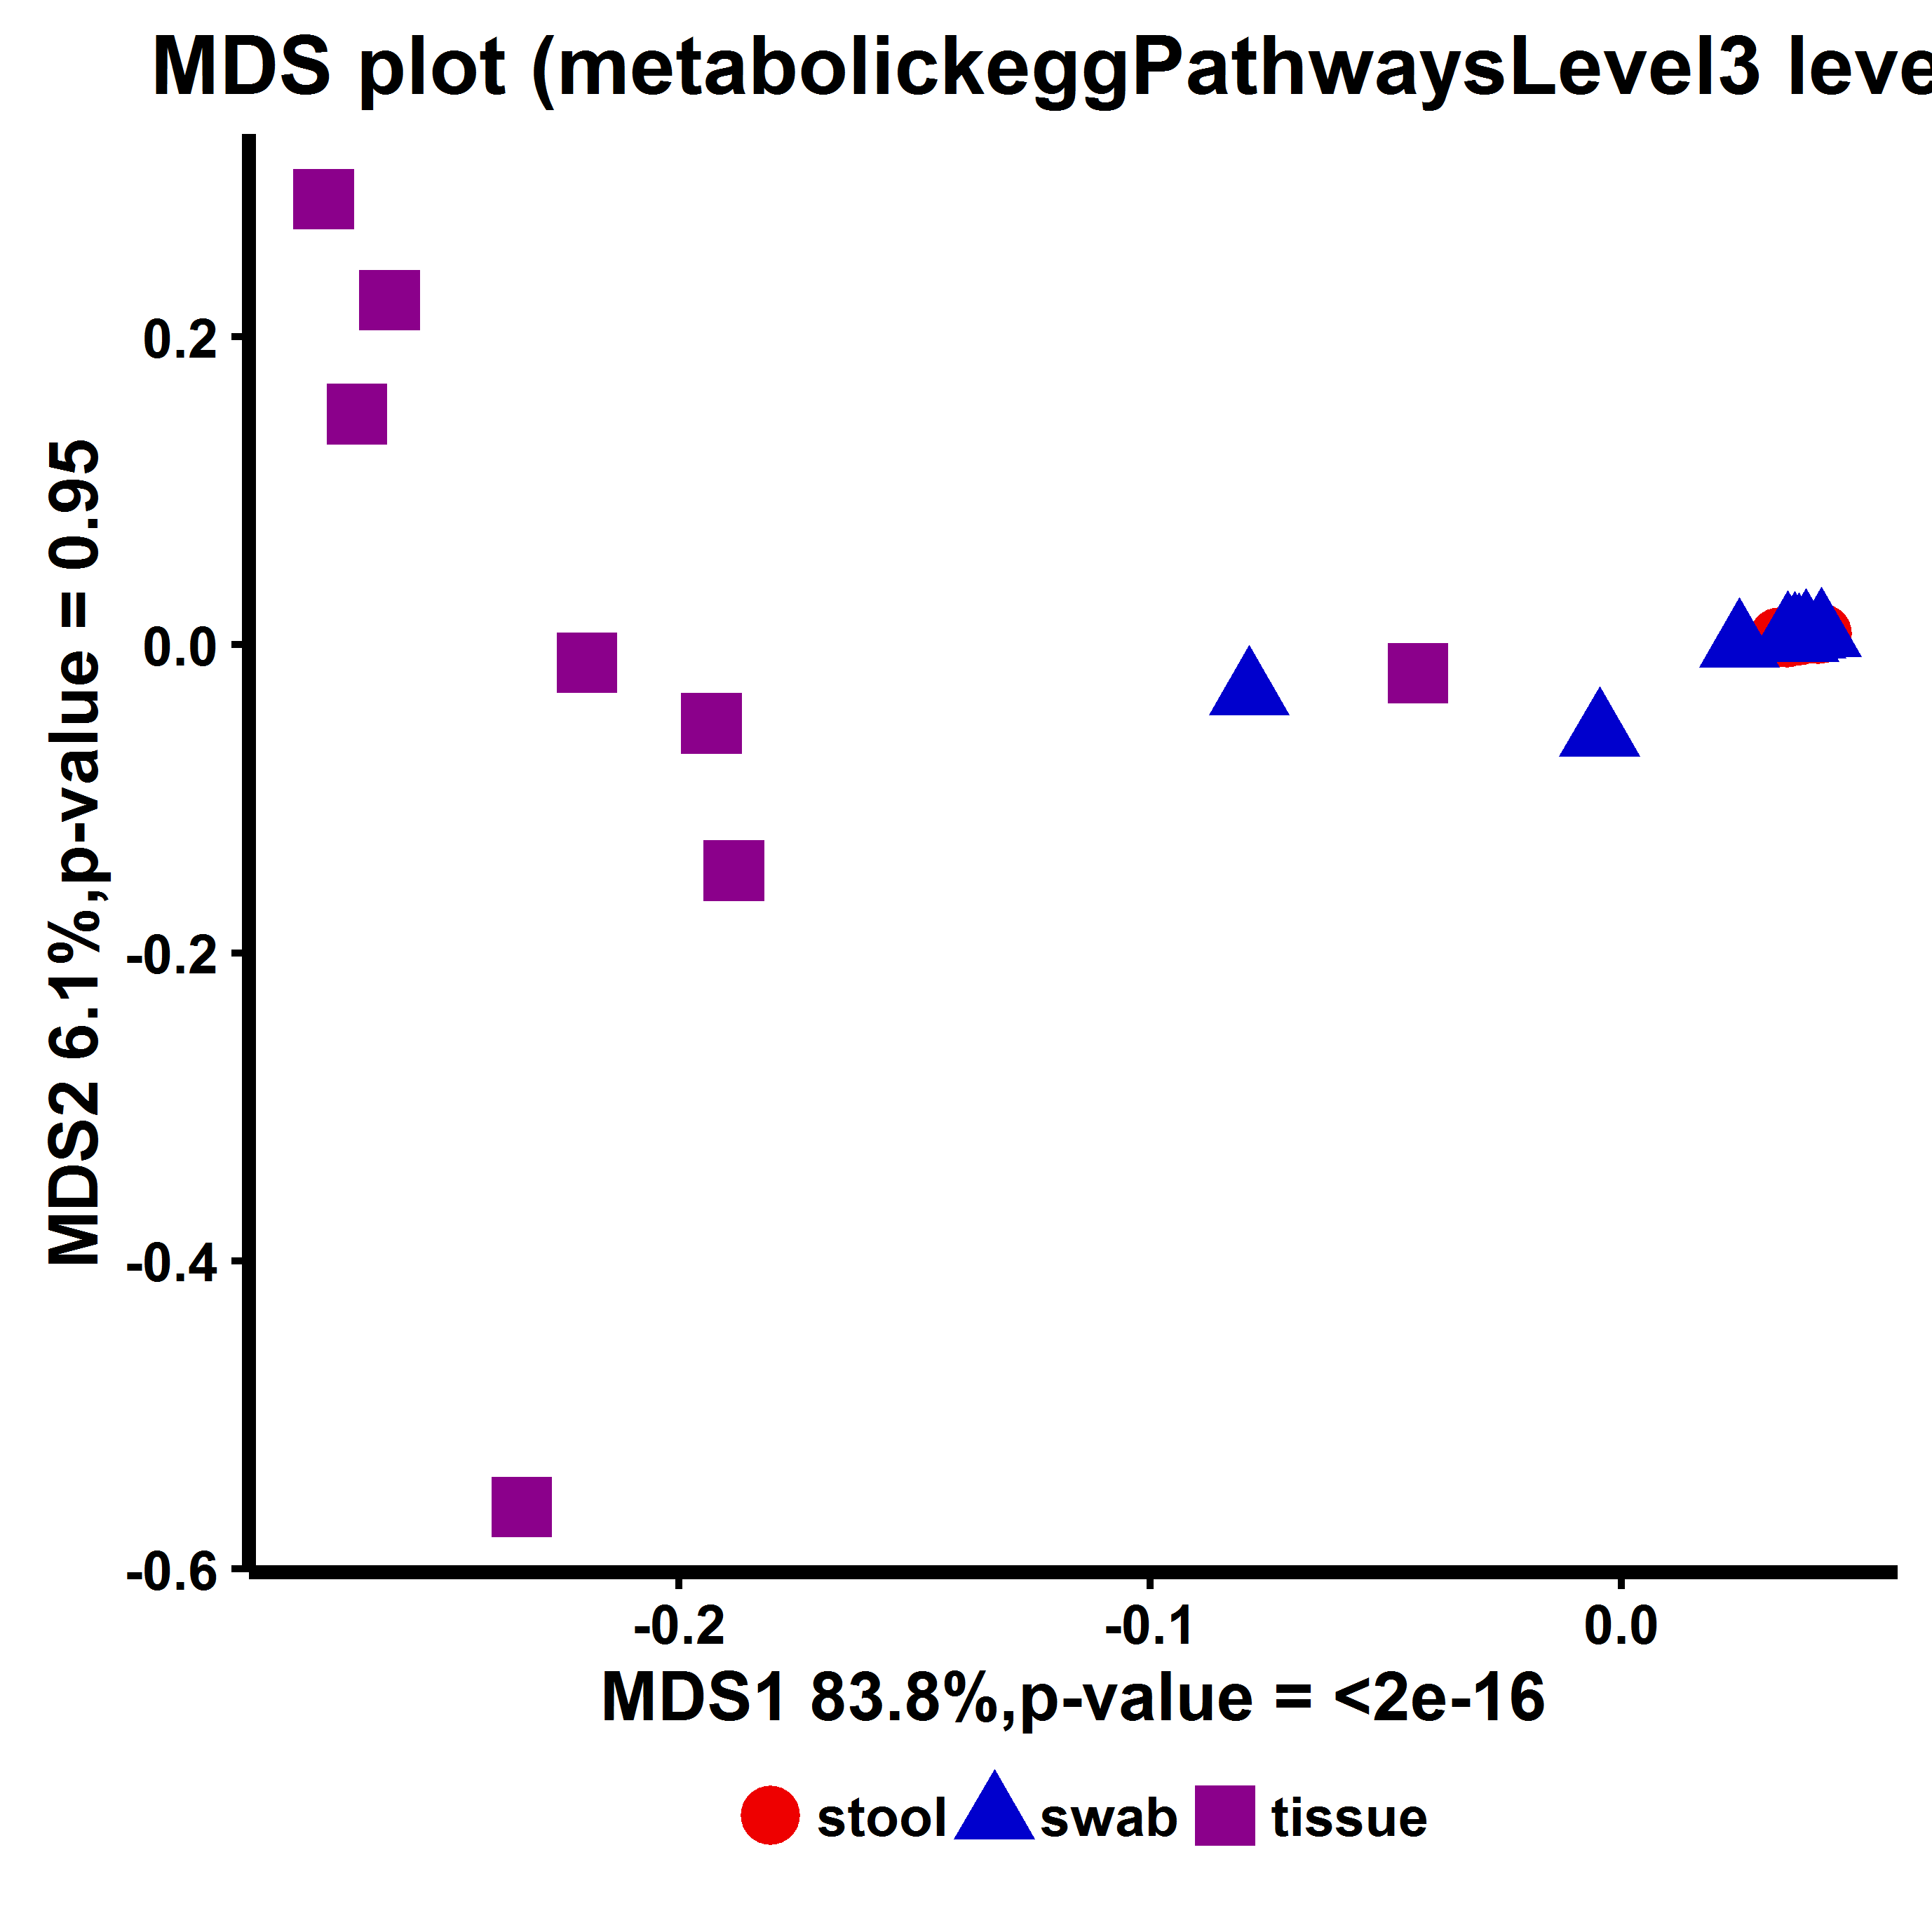 MDS plot (metabolickeggPathwaysLevel3 leve
MDS2 6.1%,p-value = 0.95
0.2
0.0
-0.2
-0.4
-0.6
-0.2 -0.1 0.0
MDS1 83.8%,p-value = <2e-16
stool swab tissue